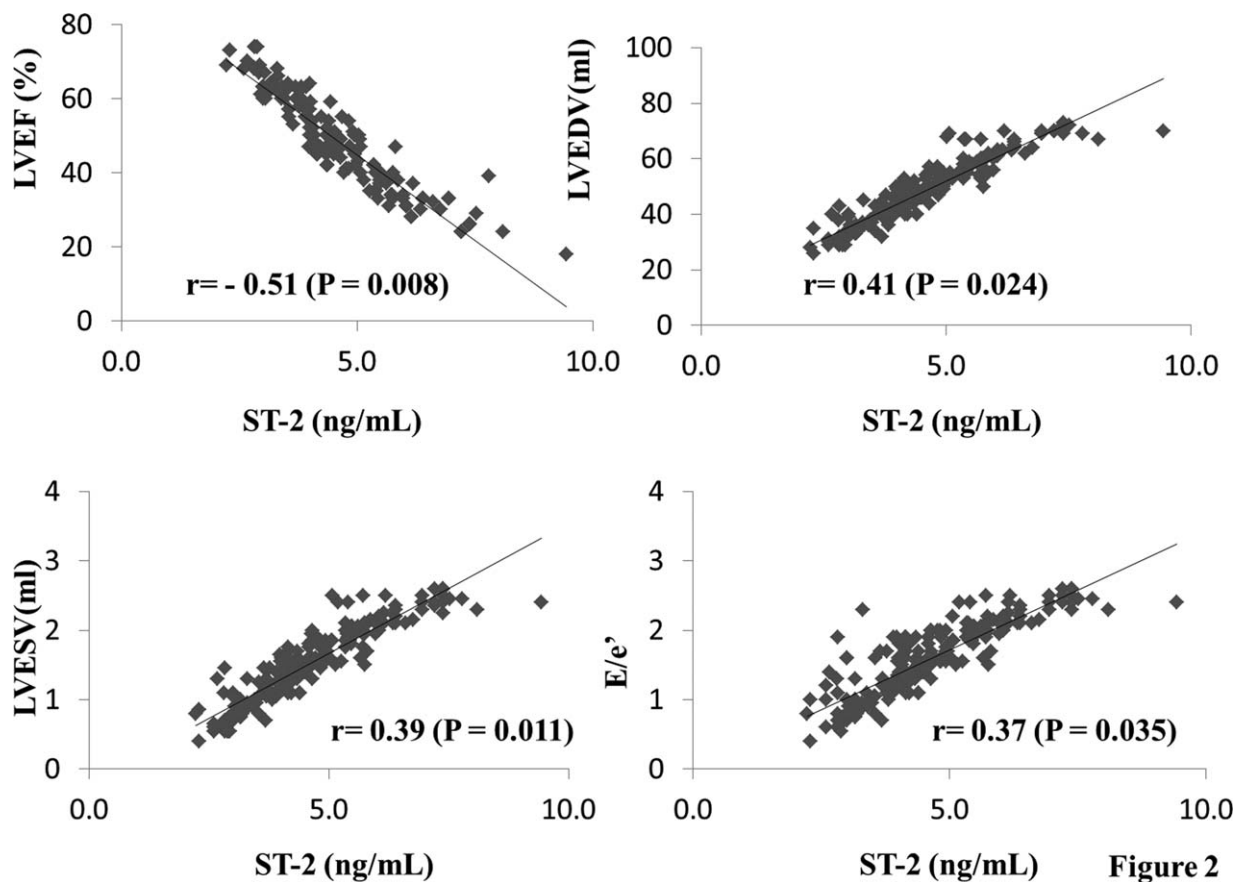 LVEF (%)
80
60
40
20
0
r= - 0.51 (P = 0.008)
0.0 5.0 10.0
ST-2 (ng/mL)
LVEDV(ml)
100
80
60
40
20
0
r= 0.41 (P = 0.024)
0.0 5.0 10.0
ST-2 (ng/mL)
LVESV(ml)
4
3
2
1
0
r= 0.39 (P = 0.011)
0.0 5.0 10.0
ST-2 (ng/mL)
E/e’
4
3
2
1
0
r= 0.37 (P = 0.035)
0.0 5.0 10.0
ST-2 (ng/mL)
Figure 2